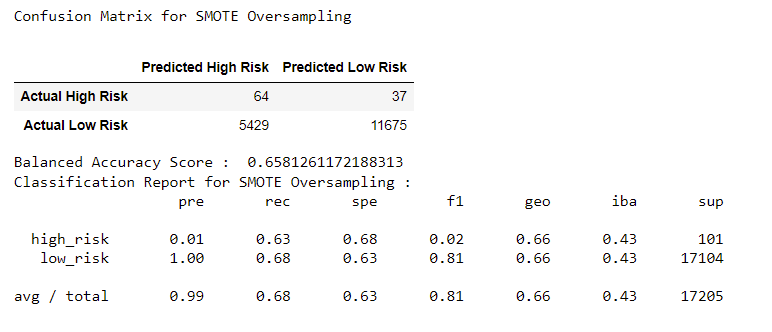 Confusion Matrix for SMOTE Oversampling
Predicted High Risk Predicted Low Risk
Actual High Risk 64 37
Actual Low Risk 5429 11675
Balanced Accuracy Score :  0.6581261172188313
Classification Report for SMOTE Oversampling :
pre rec spe f1 geo iba sup
high_risk 0.01 0.63 0.68 0.02 0.66 0.43 101
low_risk 1.00 0.68 0.63 0.81 0.66 0.43 17104
avg / total 0.99 0.68 0.63 0.81 0.66 0.43 17205